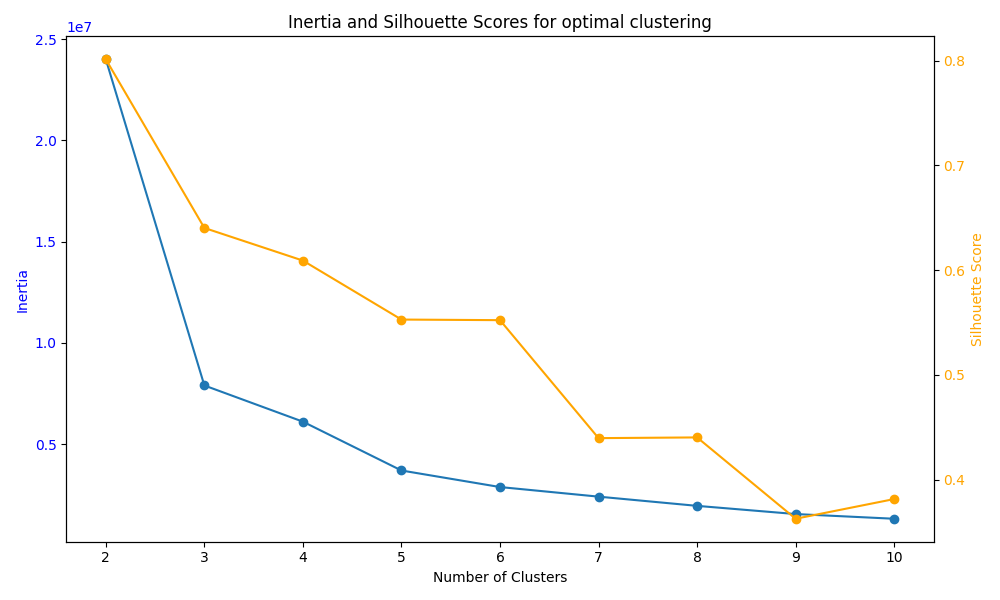 Inertia and Silhouette Scores for optimal clustering
1e7
2.5
2.0
1.5
1.0
0.5
Inertia
0.8
0.7
0.6
0.5
0.4
Silhouette Score
2 3 4 5 6 7 8 9 10
Number of Clusters